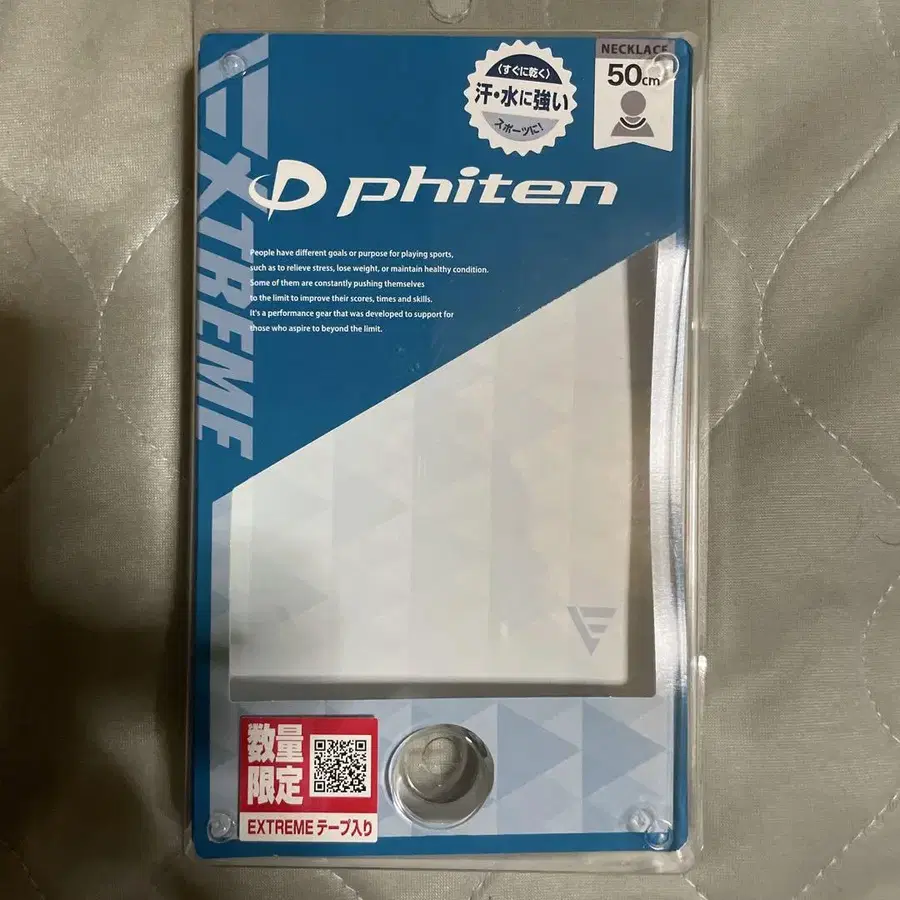 EXTREME
〈すぐに乾く〉
汗・水に強い
スポーツに!
NECKLACE
50cm
phiten
People have different goals or purpose for playing sports,
such as to relieve stress, lose weight, or maintain healthy condition.
Some of them are constantly pushing themselves
to the limit to improve their scores, times and skills.
It's a performance gear that was developed to support for
those who aspire to beyond the limit.
数量
限定
EXTREME テープ入り